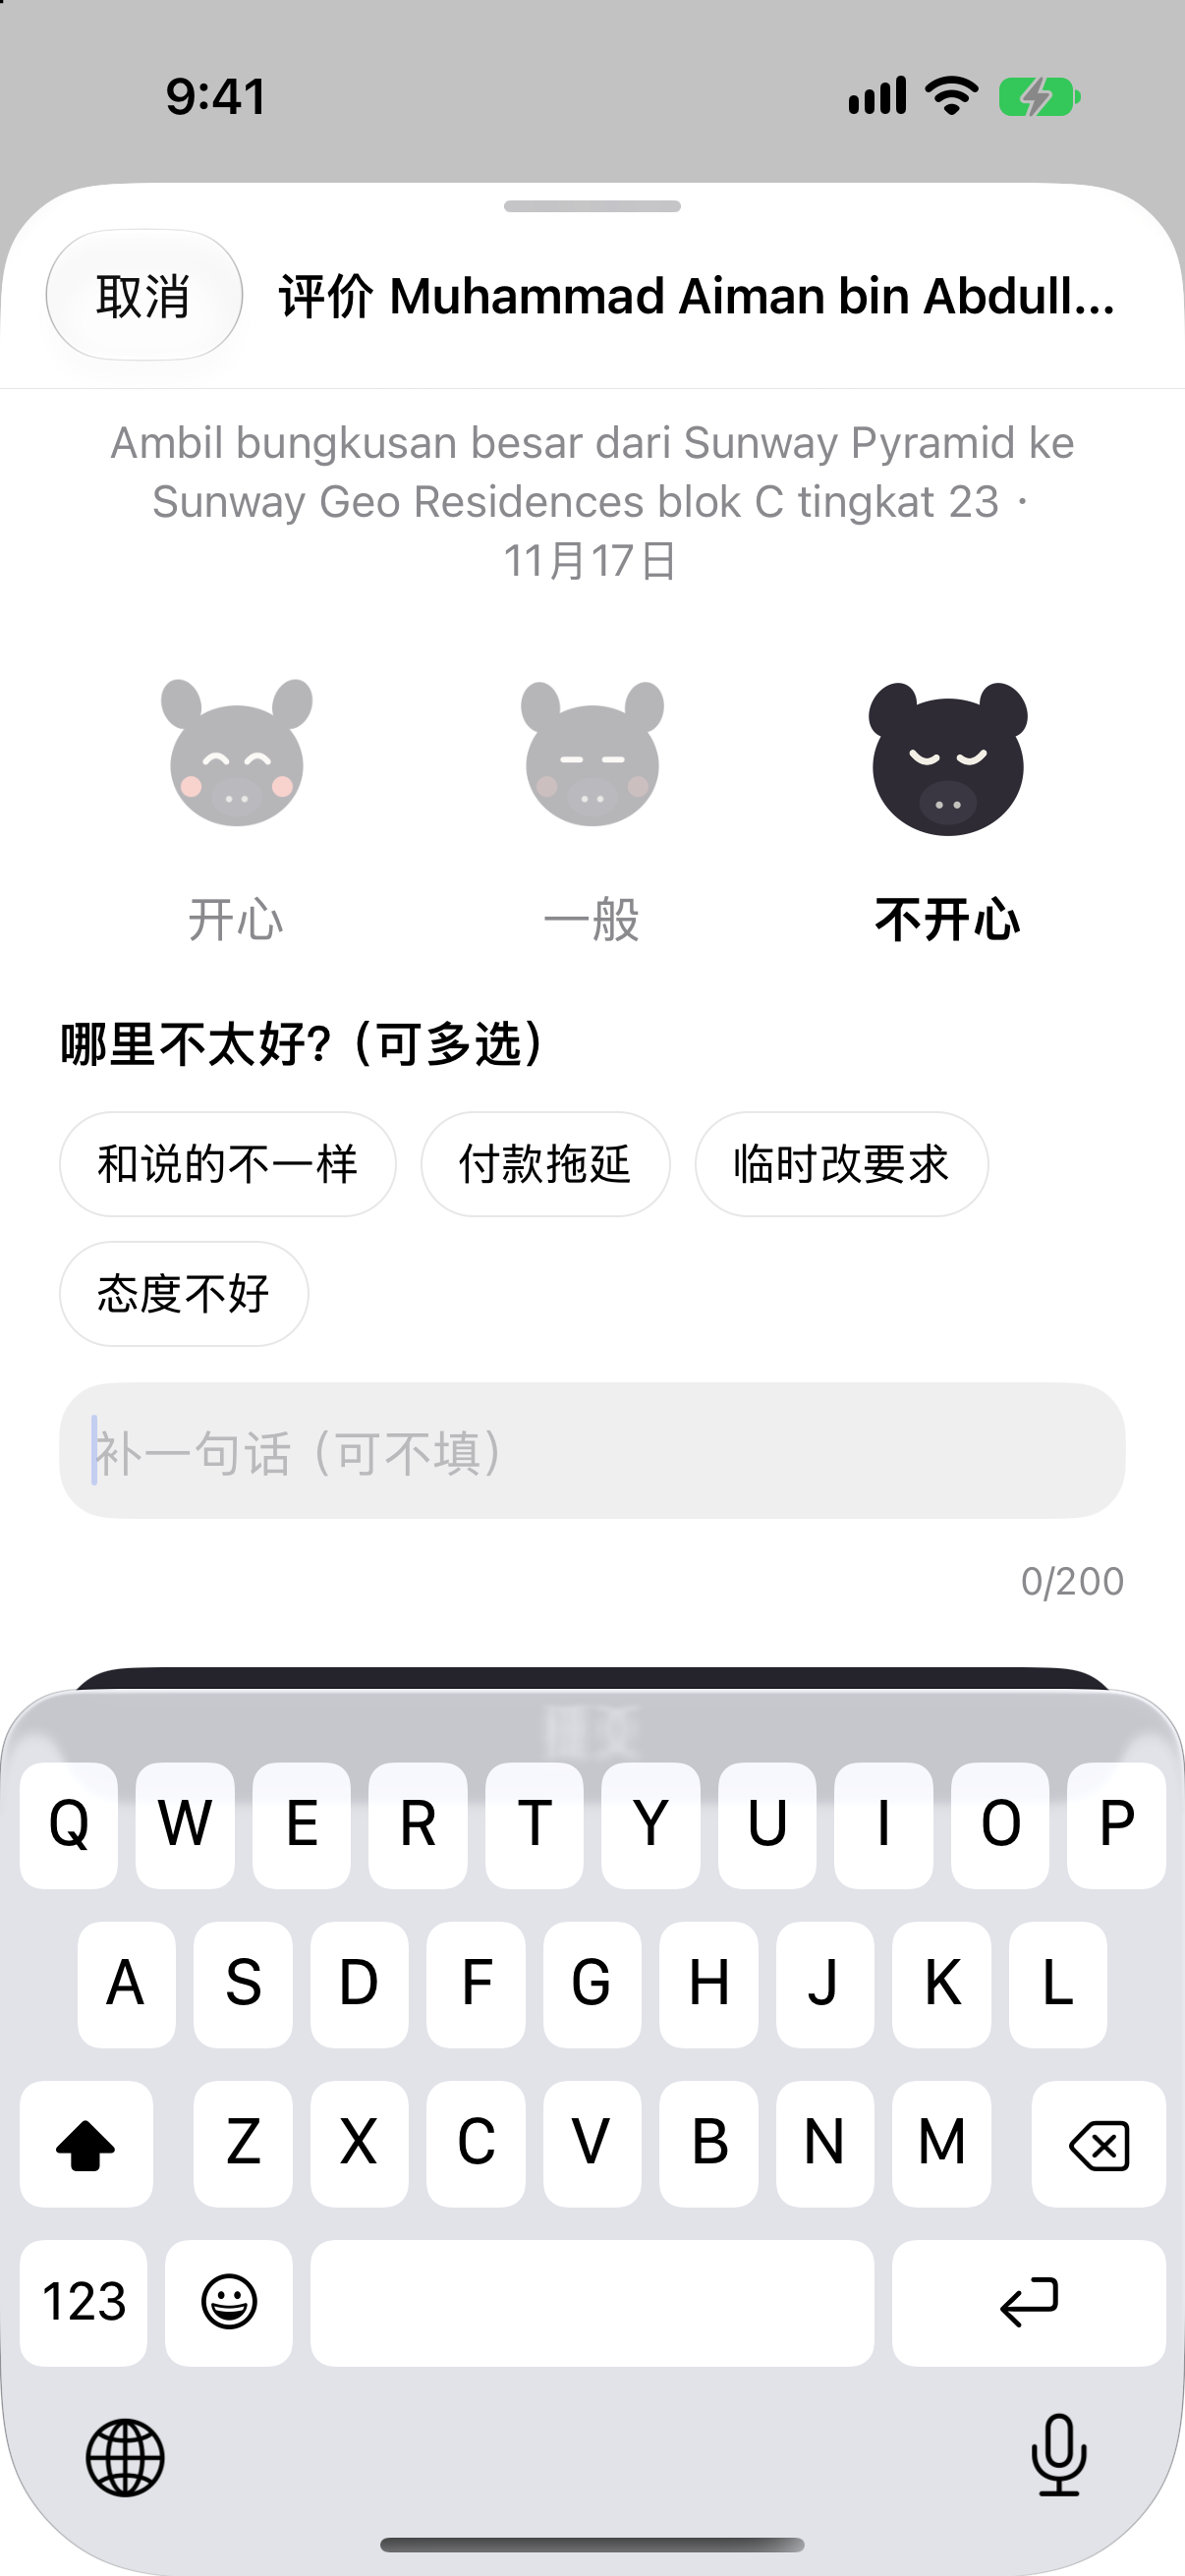 9:41
取消
评价 Muhammad Aiman bin Abdull...
Ambil bungkusan besar dari Sunway Pyramid ke
Sunway Geo Residences blok C tingkat 23 ·
11月17日
开心
一般
不开心
哪里不太好?（可多选）
和说的不一样
付款拖延
临时改要求
态度不好
补一句话（可不填）
0/200
提交
Q W E R T Y U I O P
A S D F G H J K L
Z X C V B N M
123